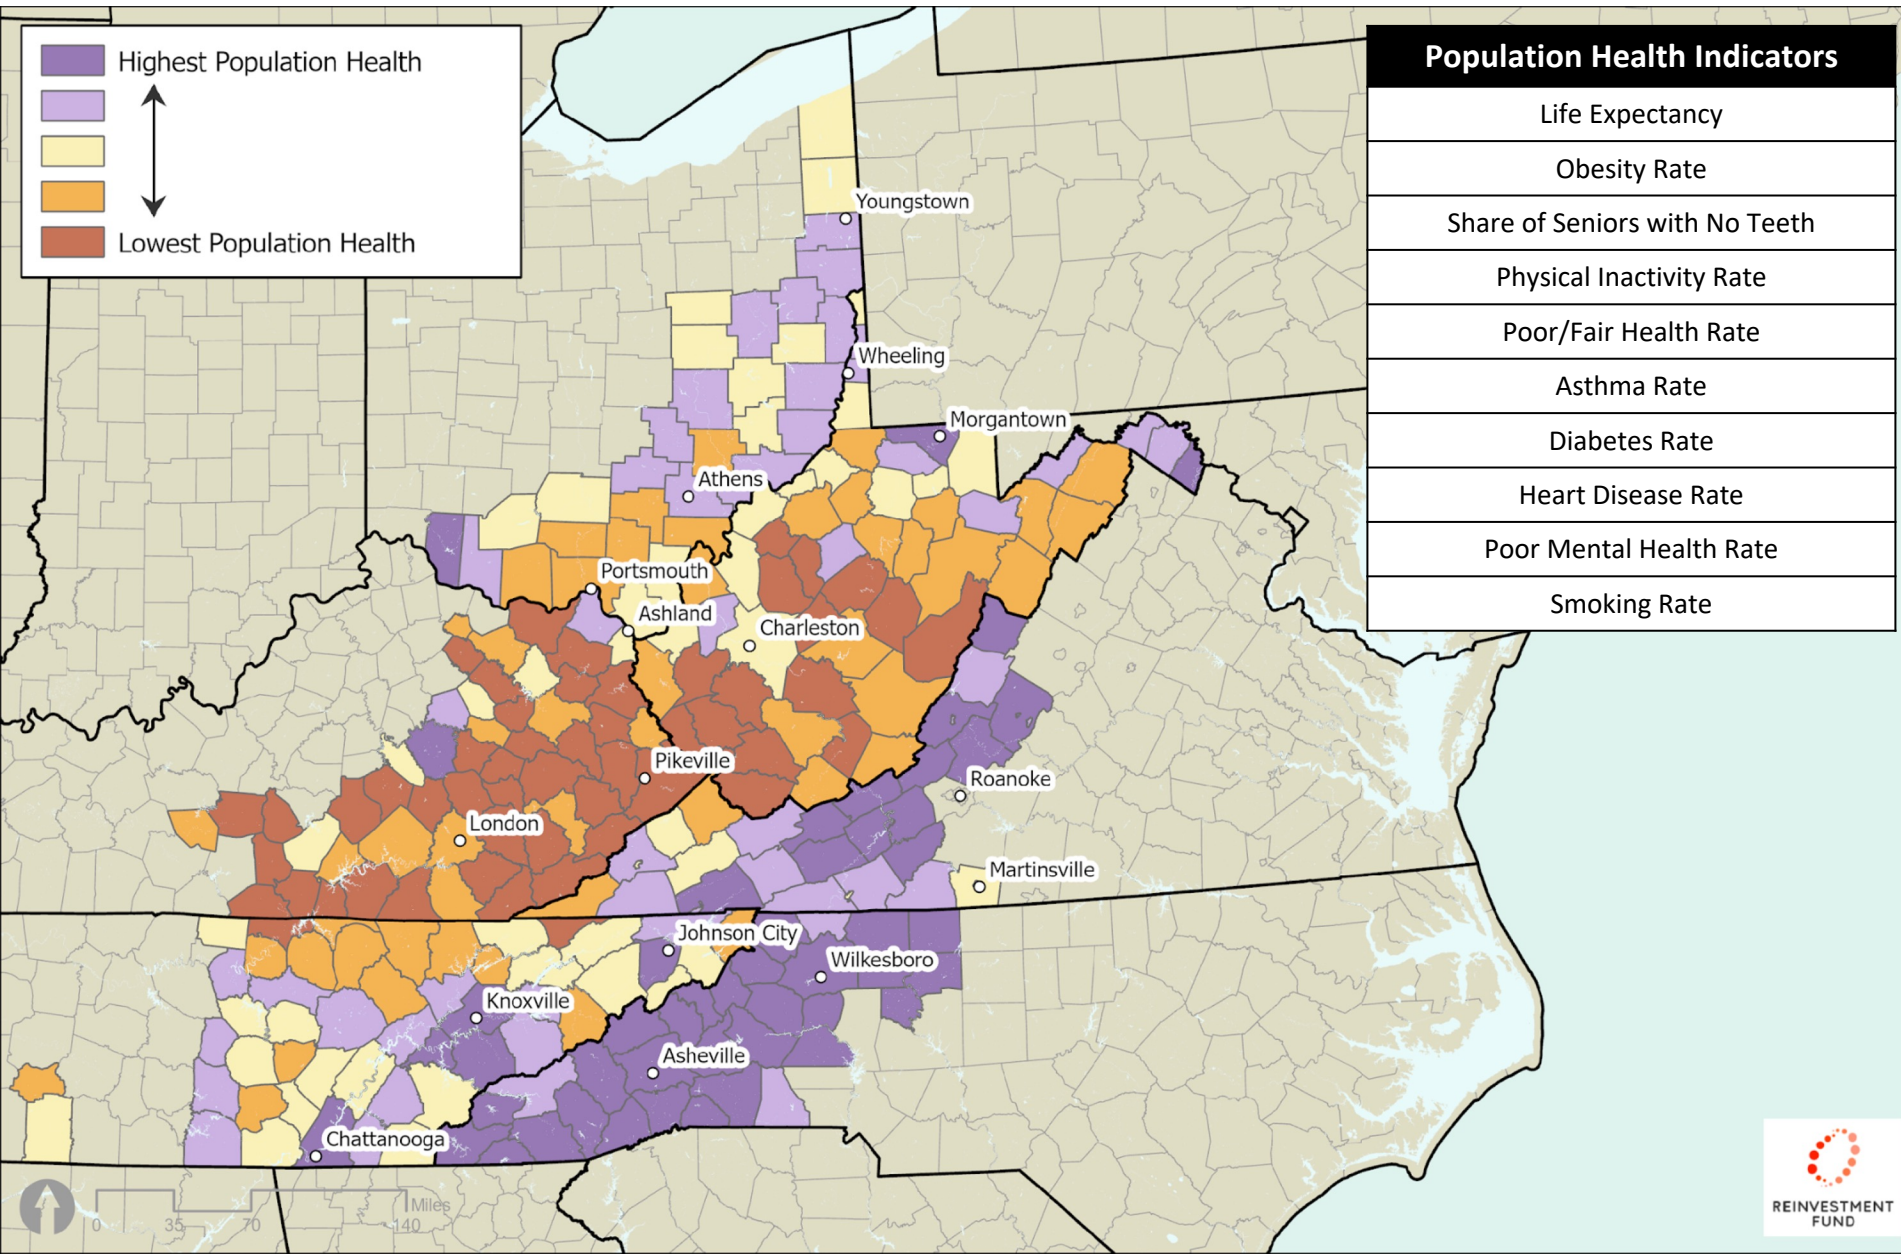 Highest Population Health
Lowest Population Health
Population Health Indicators
Life Expectancy
Obesity Rate
Share of Seniors with No Teeth
Physical Inactivity Rate
Poor/Fair Health Rate
Asthma Rate
Diabetes Rate
Heart Disease Rate
Poor Mental Health Rate
Smoking Rate
Youngstown
Wheeling
Morgantown
Athens
Portsmouth
Ashland
Charleston
Pikeville
Roanoke
London
Martinsville
Johnson City
Wilkesboro
Knoxville
Asheville
Chattanooga
Miles
0 35 70 140
REINVESTMENT
FUND